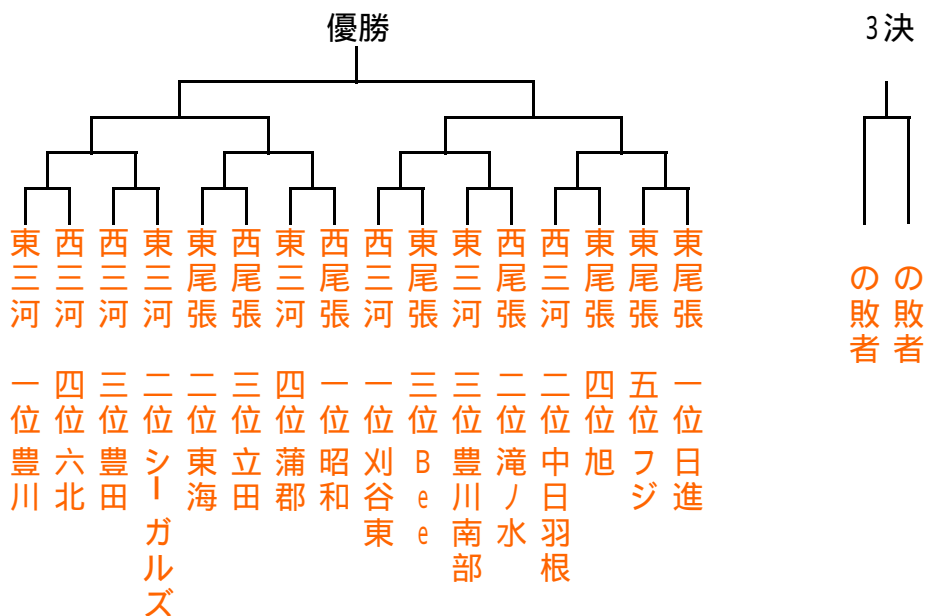 優勝
3決
東三河 一位 豊川
西三河 四位 六北
西三河 三位 豊田
東三河 二位 シーガルズ
東尾張 二位 東海
西尾張 三位 立田
東三河 四位 蒲郡
西尾張 一位 昭和
西三河 一位 刈谷東
東尾張 三位 Bee
東三河 三位 豊川南部
西尾張 二位 滝ノ水
西三河 二位 中日羽根
東尾張 四位 旭
東尾張 五位 フジ
東尾張 一位 日進
の敗者
の敗者